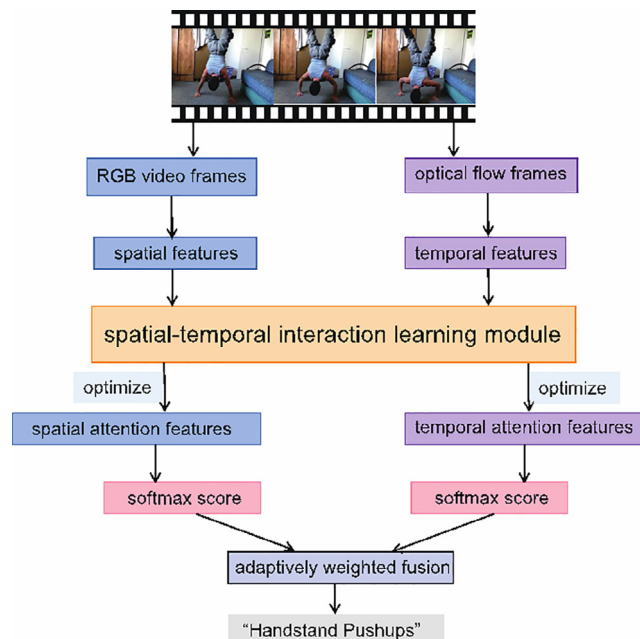 RGB video frames
optical flow frames
spatial features
temporal features
spatial-temporal interaction learning module
optimize
optimize
spatial attention features
temporal attention features
softmax score
softmax score
adaptively weighted fusion
“Handstand Pushups”